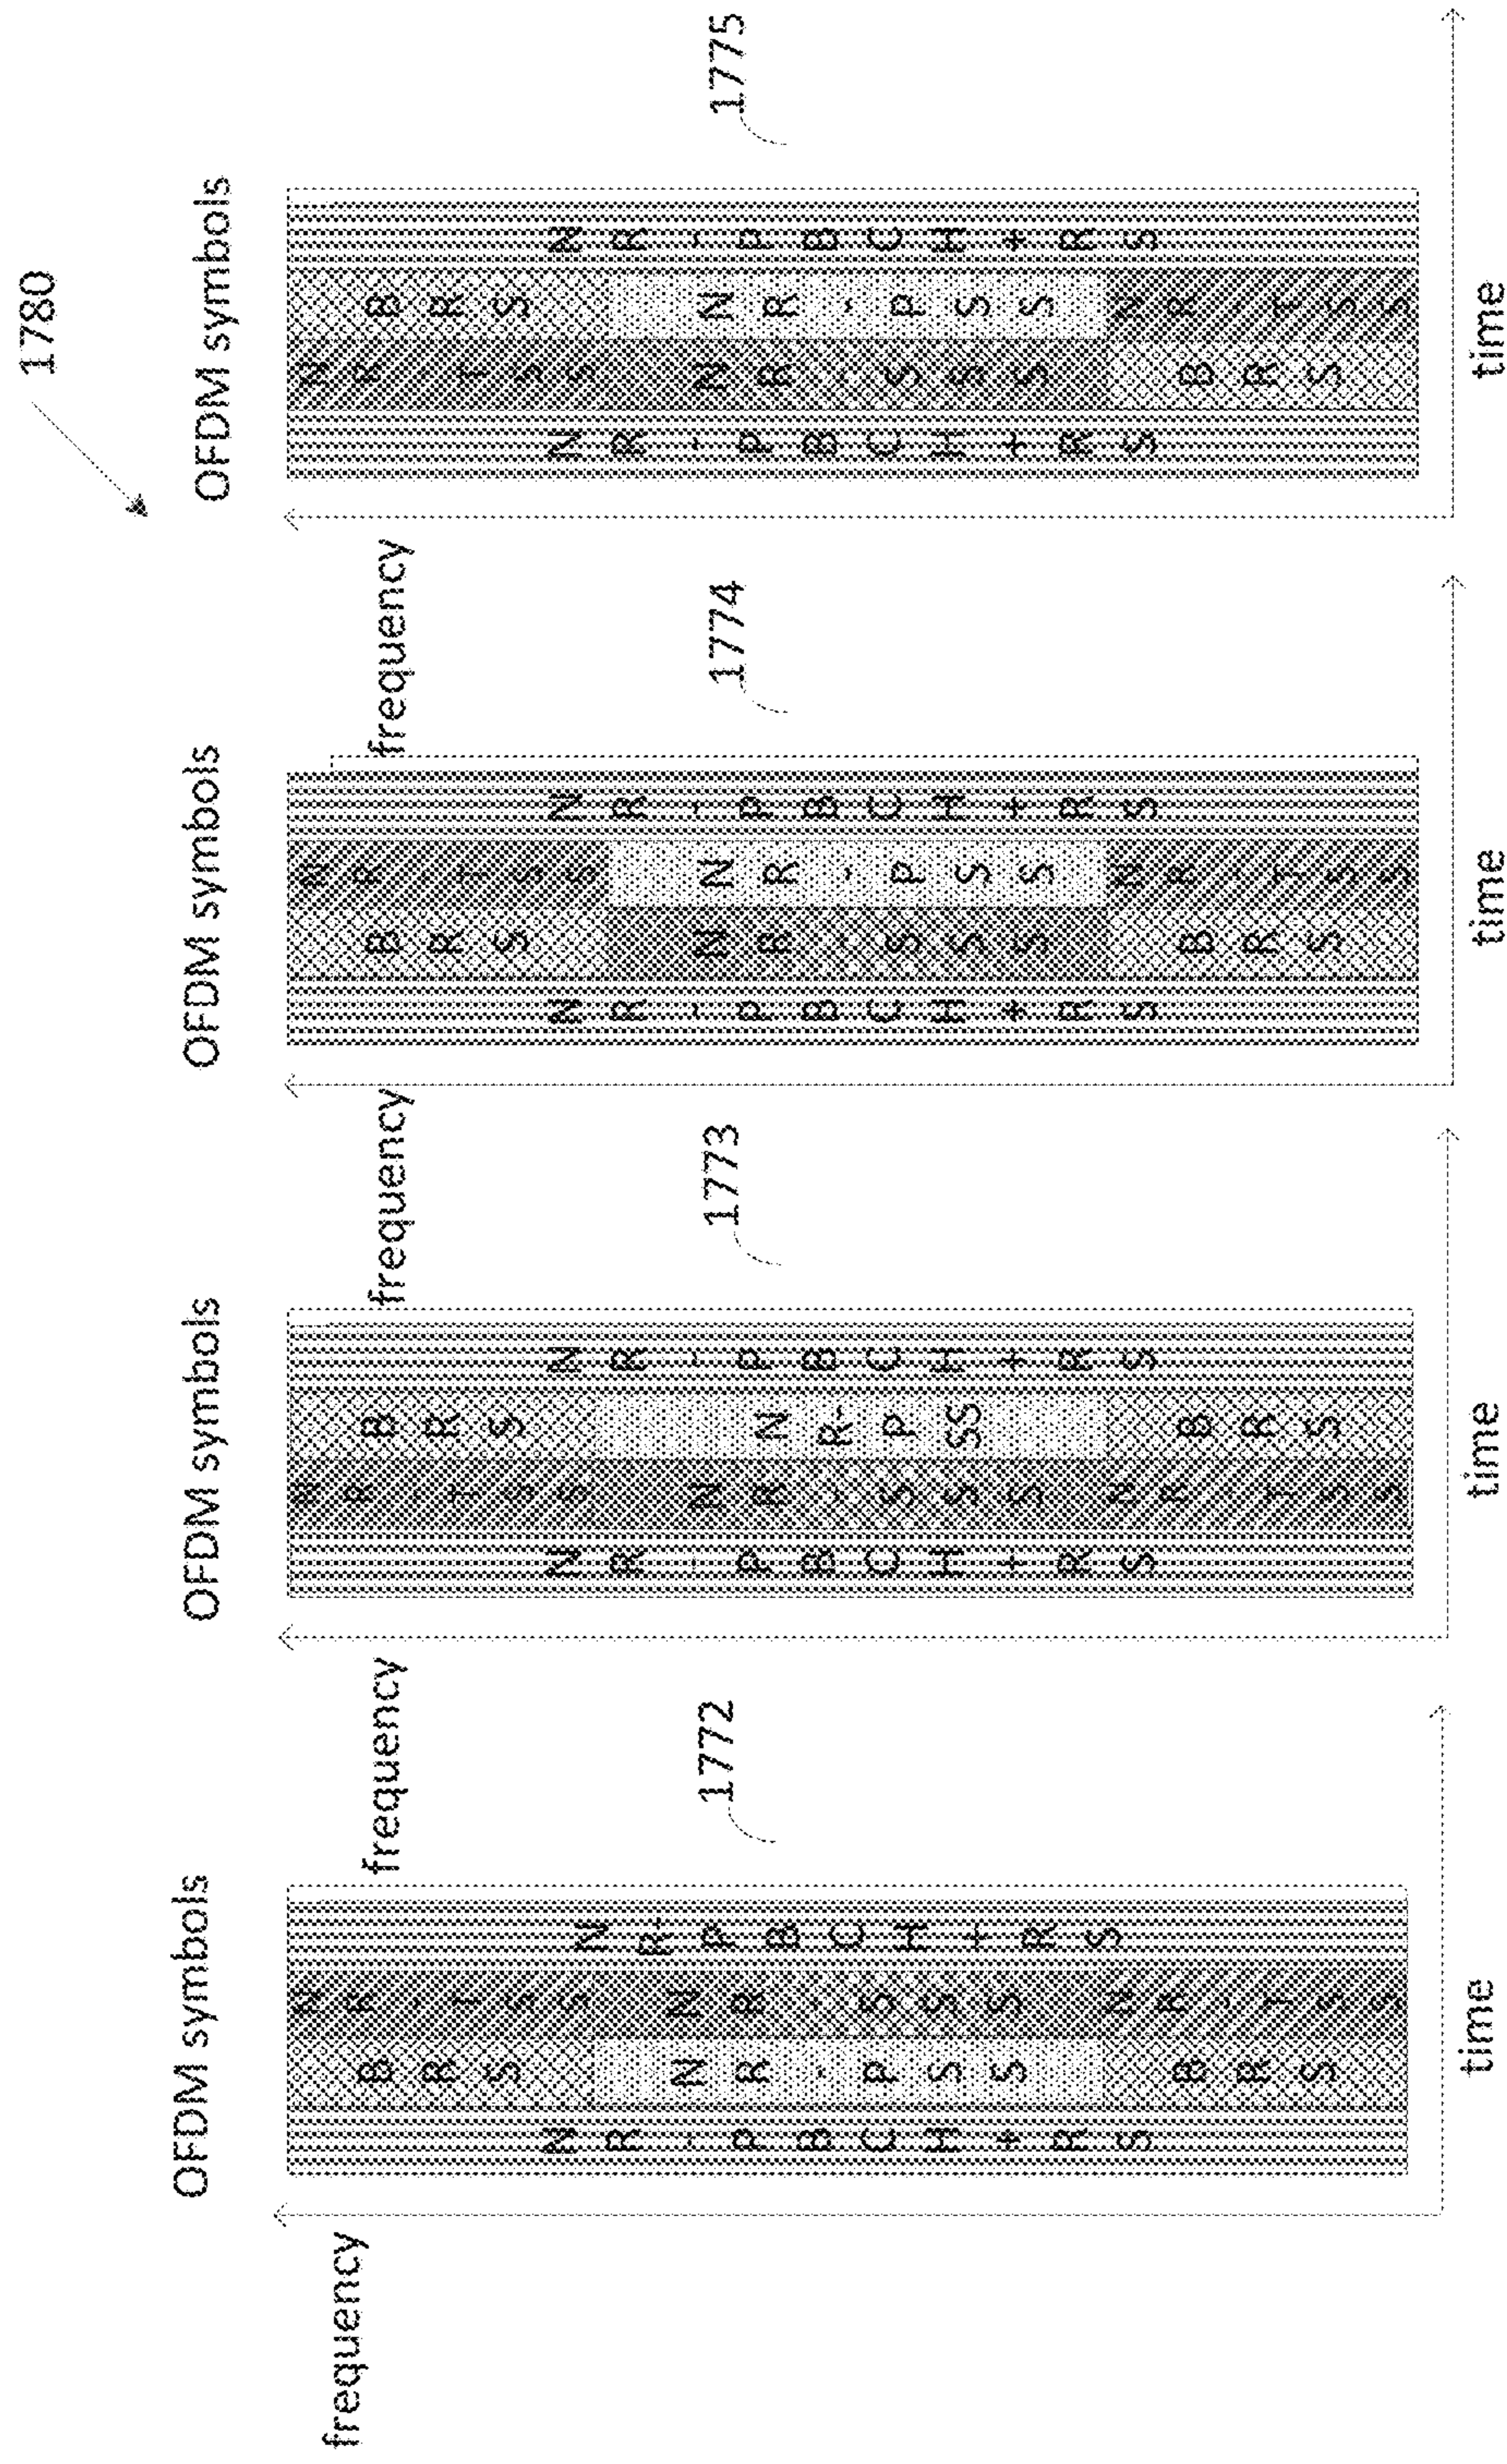 1780
OFDM symbols
OFDM symbols
OFDM symbols
OFDM symbols
frequency
NR-PBCH+RS
BRS
NR-PSS
BRS
NR-TSS
NR-SSS
NR-TSS
NR-PBCH+RS
1772
time
frequency
NR-PBCH+RS
NR-TSS
NR-SSS
NR-TSS
BRS
NR-PSS
BRS
NR-PBCH+RS
1773
time
frequency
NR-PBCH+RS
BRS
NR-SSS
BRS
NR-TSS
NR-PSS
NR-TSS
NR-PBCH+RS
1774
time
frequency
NR-PBCH+RS
NR-TSS
NR-SSS
BRS
BRS
NR-PSS
NR-TSS
NR-PBCH+RS
1775
time